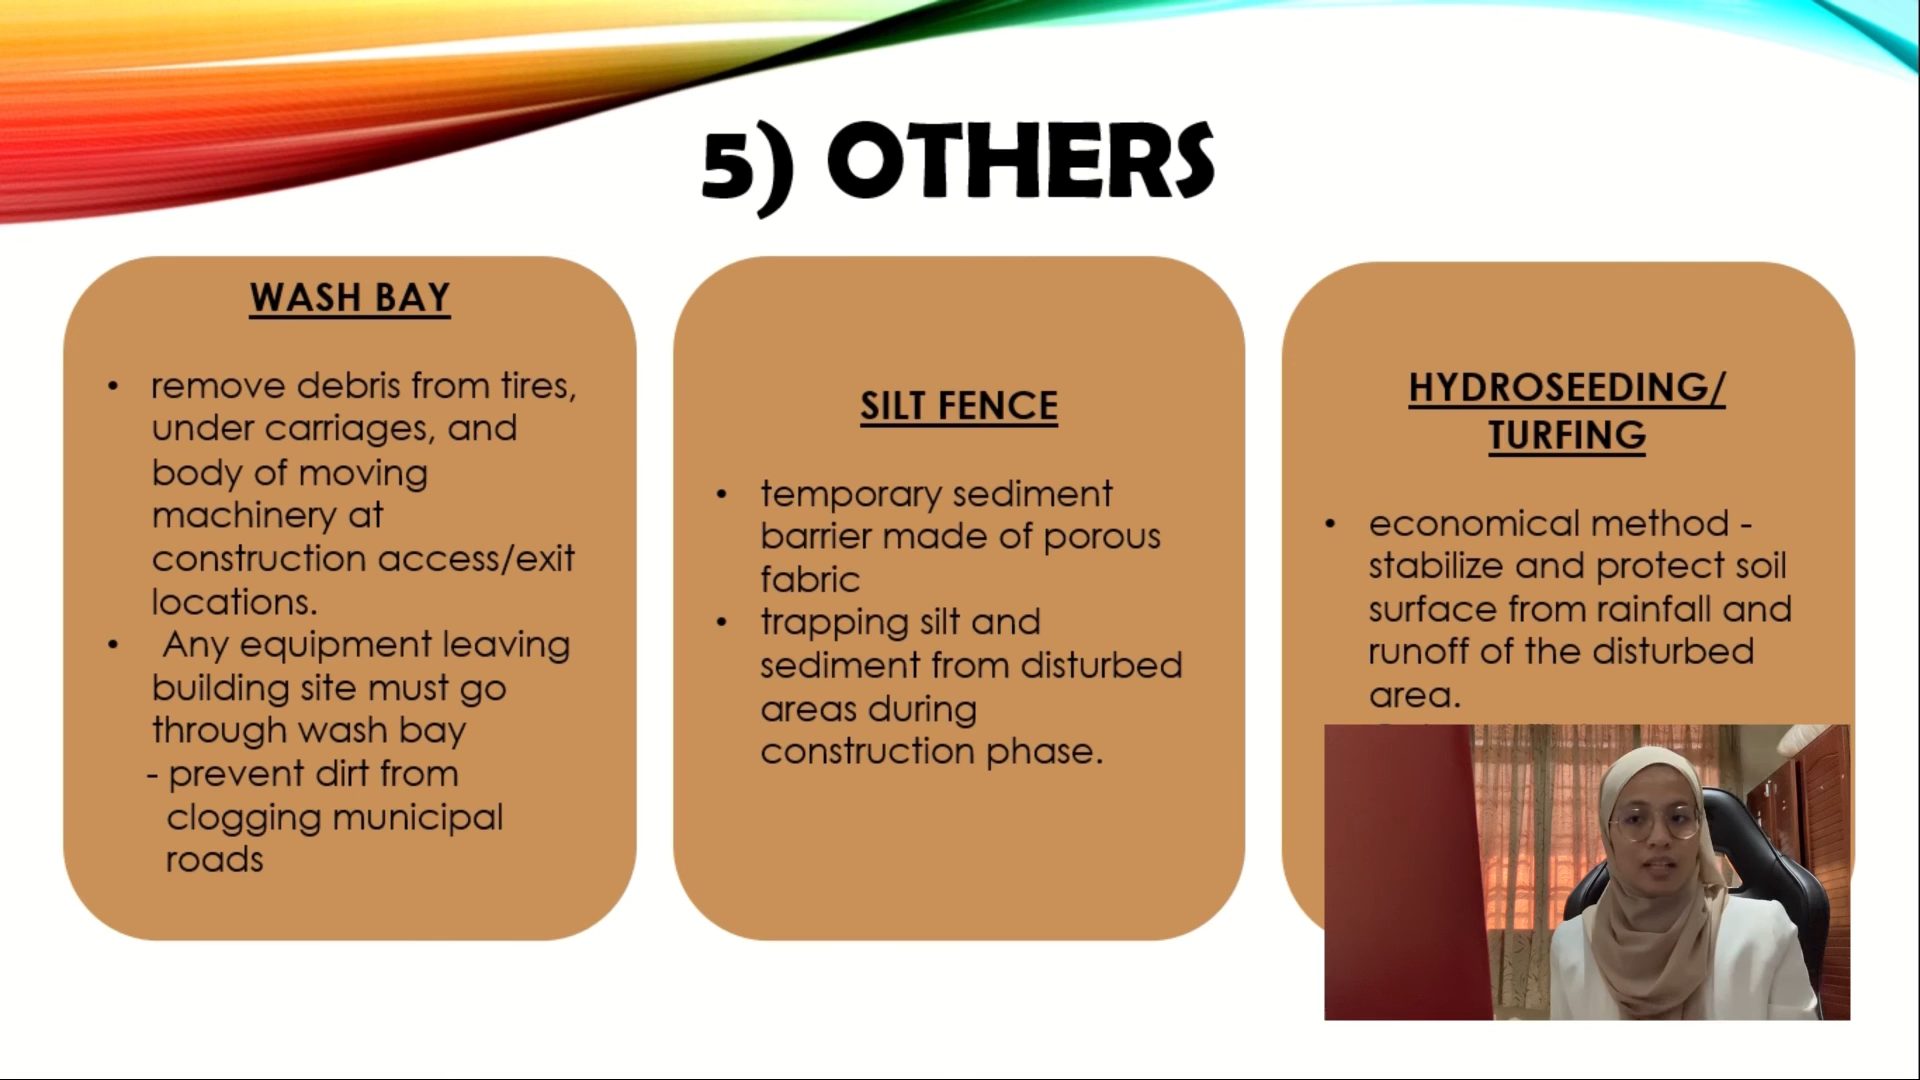 5) OTHERS
WASH BAY
• remove debris from tires,
under carriages, and
body of moving
machinery at
construction access/exit
locations.
• Any equipment leaving
building site must go
through wash bay
- prevent dirt from
clogging municipal
roads
SILT FENCE
• temporary sediment
barrier made of porous
fabric
• trapping silt and
sediment from disturbed
areas during
construction phase.
HYDROSEEDING/
TURFING
• economical method -
stabilize and protect soil
surface from rainfall and
runoff of the disturbed
area.